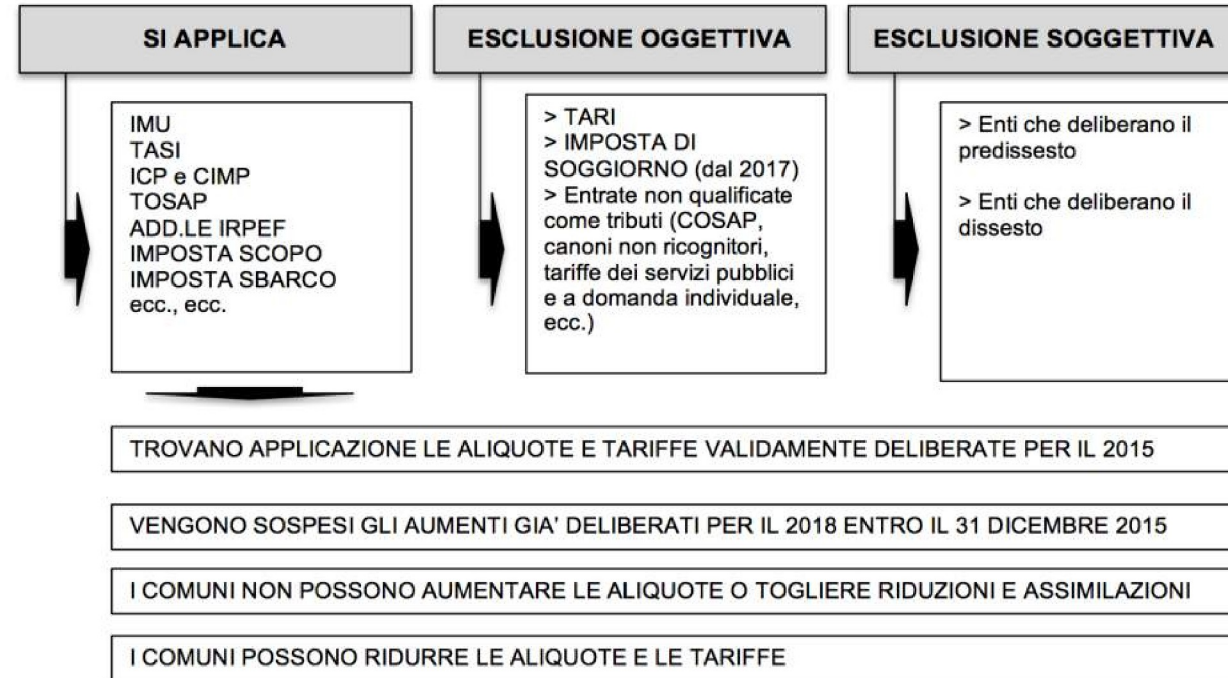 SI APPLICA
IMU
TASI
ICP e CIMP
TOSAP
ADD.LE IRPEF
IMPOSTA SCOPO
IMPOSTA SBARCO
ecc., ecc.
ESCLUSIONE OGGETTIVA
> TARI
> IMPOSTA DI
SOGGIORNO (dal 2017)
> Entrate non qualificate
come tributi (COSAP,
canoni non ricognitori,
tariffe dei servizi pubblici
e a domanda individuale,
ecc.)
ESCLUSIONE SOGGETTIVA
> Enti che deliberano il
predissesto
> Enti che deliberano il
dissesto
TROVANO APPLICAZIONE LE ALIQUOTE E TARIFFE VALIDAMENTE DELIBERATE PER IL 2015
VENGONO SOSPESI GLI AUMENTI GIA' DELIBERATI PER IL 2018 ENTRO IL 31 DICEMBRE 2015
I COMUNI NON POSSONO AUMENTARE LE ALIQUOTE O TOGLIERE RIDUZIONI E ASSIMILAZIONI
I COMUNI POSSONO RIDURRE LE ALIQUOTE E LE TARIFFE